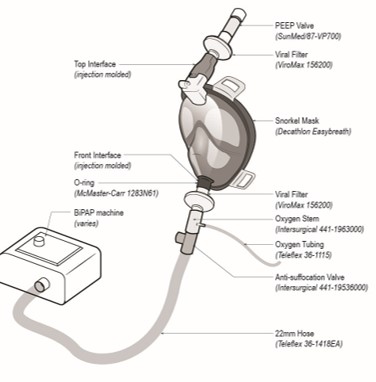 PEEP Valve
(SunMed/87-VP700)
Viral Filter
(ViroMax 156200)
Top Interface
(injection molded)
Snorkel Mask
(Decathlon Easybreath)
Front Interface
(injection molded)
O-ring
(McMaster-Carr 1283N61)
BiPAP machine
(varies)
Viral Filter
(ViroMax 156200)
Oxygen Stem
(Intersurgical 441-1963000)
Oxygen Tubing
(Teleflex 36-1115)
Anti-suffocation Valve
(Intersurgical 441-19536000)
22mm Hose
(Teleflex 36-1418EA)